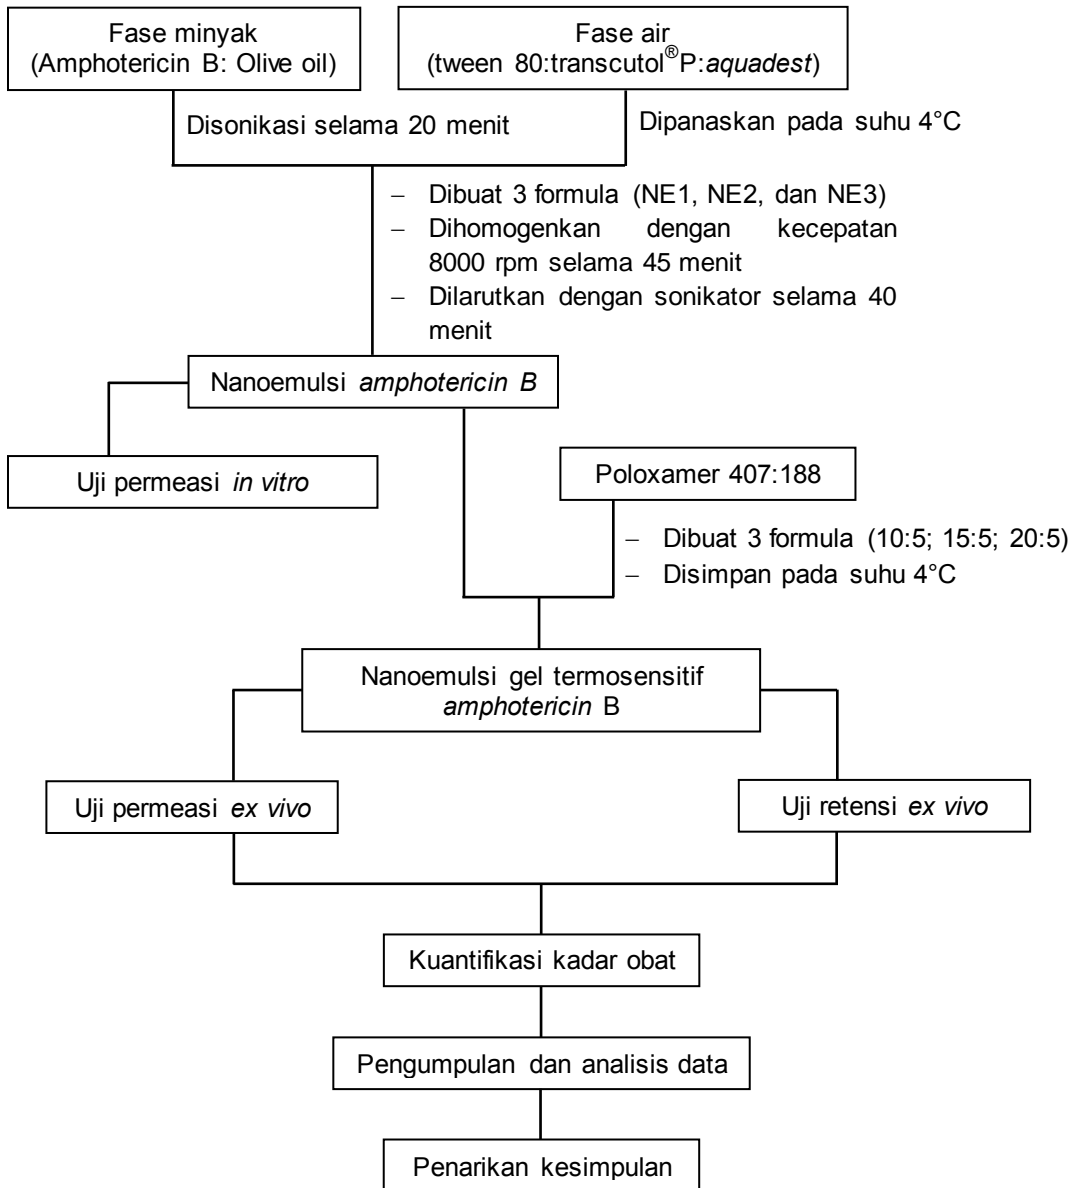 Fase minyak
(Amphotericin B: Olive oil)
Fase air
(tween 80:transcutol®P:aquadest)
Disonikasi selama 20 menit
Dipanaskan pada suhu 4°C
– Dibuat 3 formula (NE1, NE2, dan NE3)
– Dihomogenkan dengan kecepatan
8000 rpm selama 45 menit
– Dilarutkan dengan sonikator selama 40
menit
Nanoemulsi amphotericin B
Uji permeasi in vitro
Poloxamer 407:188
– Dibuat 3 formula (10:5; 15:5; 20:5)
– Disimpan pada suhu 4°C
Nanoemulsi gel termosensitif
amphotericin B
Uji permeasi ex vivo
Uji retensi ex vivo
Kuantifikasi kadar obat
Pengumpulan dan analisis data
Penarikan kesimpulan